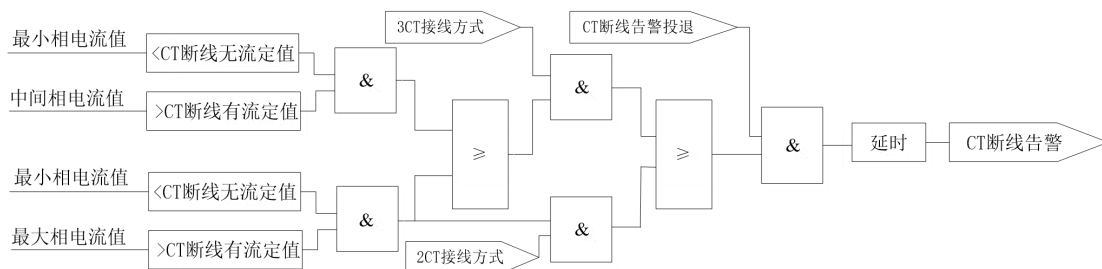 最小相电流值
<CT断线无流定值
&
中间相电流值
>CT断线有流定值
3CT接线方式
&
CT断线告警投退
≥
≥
&
延时
CT断线告警
最小相电流值
<CT断线无流定值
&
最大相电流值
>CT断线有流定值
2CT接线方式
&